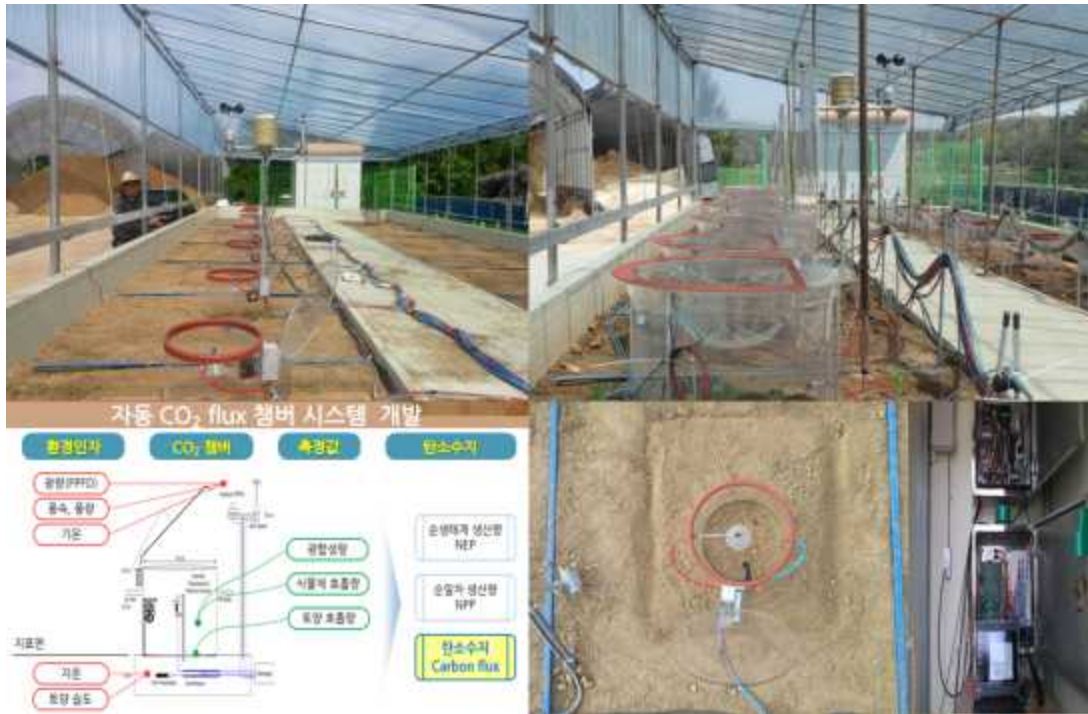 자동 CO₂ flux 챔버 시스템 개발
환경인자
CO₂ 챔버
측정값
탄소수지
광량(PPFD)
풍속, 풍향
기온
광합성량
식물체 호흡량
토양 호흡량
순생태계 생산량
NEP
순일차 생산량
NPP
탄소수지
Carbon flux
지표면
지온
토양 습도